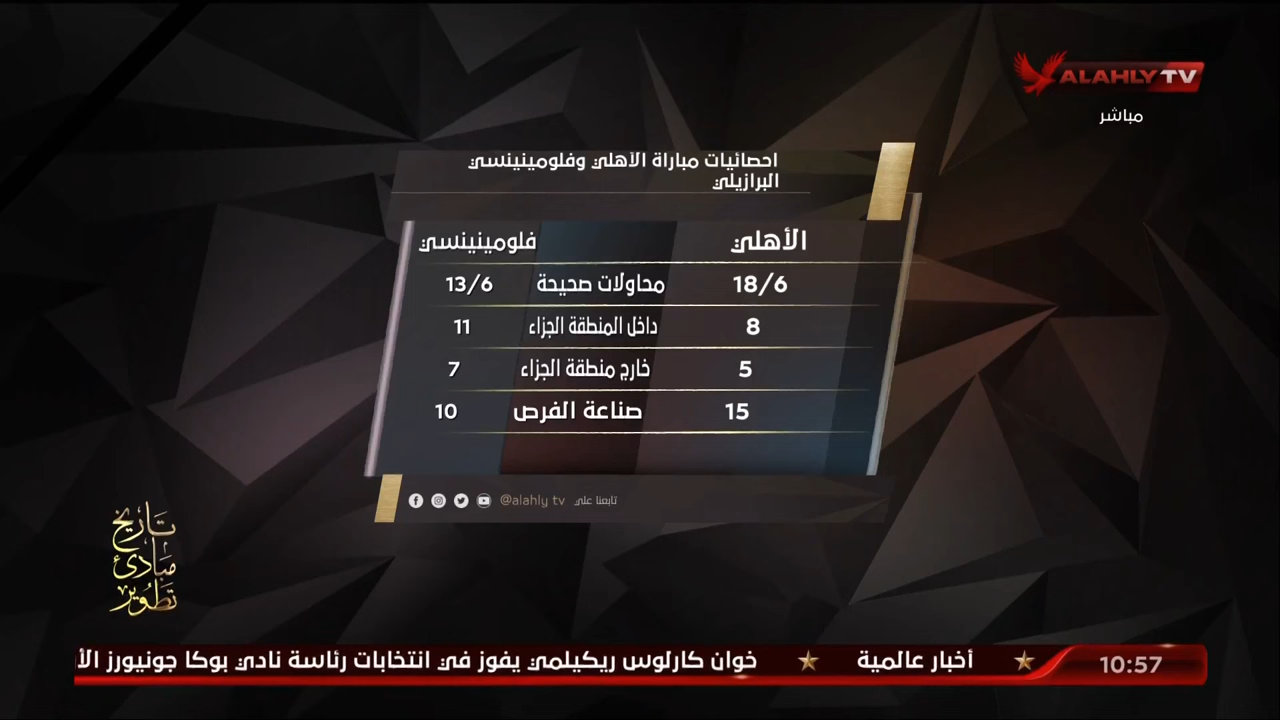 ALAHLY TV
مباشر
احصائيات مباراة الأهلي وفلومينينسي
البرازيلي
الأهلي فلومينينسي
18/6 محاولات صحيحة 13/6
8 داخل المنطقة الجزاء 11
5 خارج منطقة الجزاء 7
15 صناعة الفرص 10
تابعنا علي @alahly tv
تاريخ
مبادئ
تطوير
10:57 أخبار عالمية خوان كارلوس ريكيلمي يفوز في انتخابات رئاسة نادي بوكا جونيورز